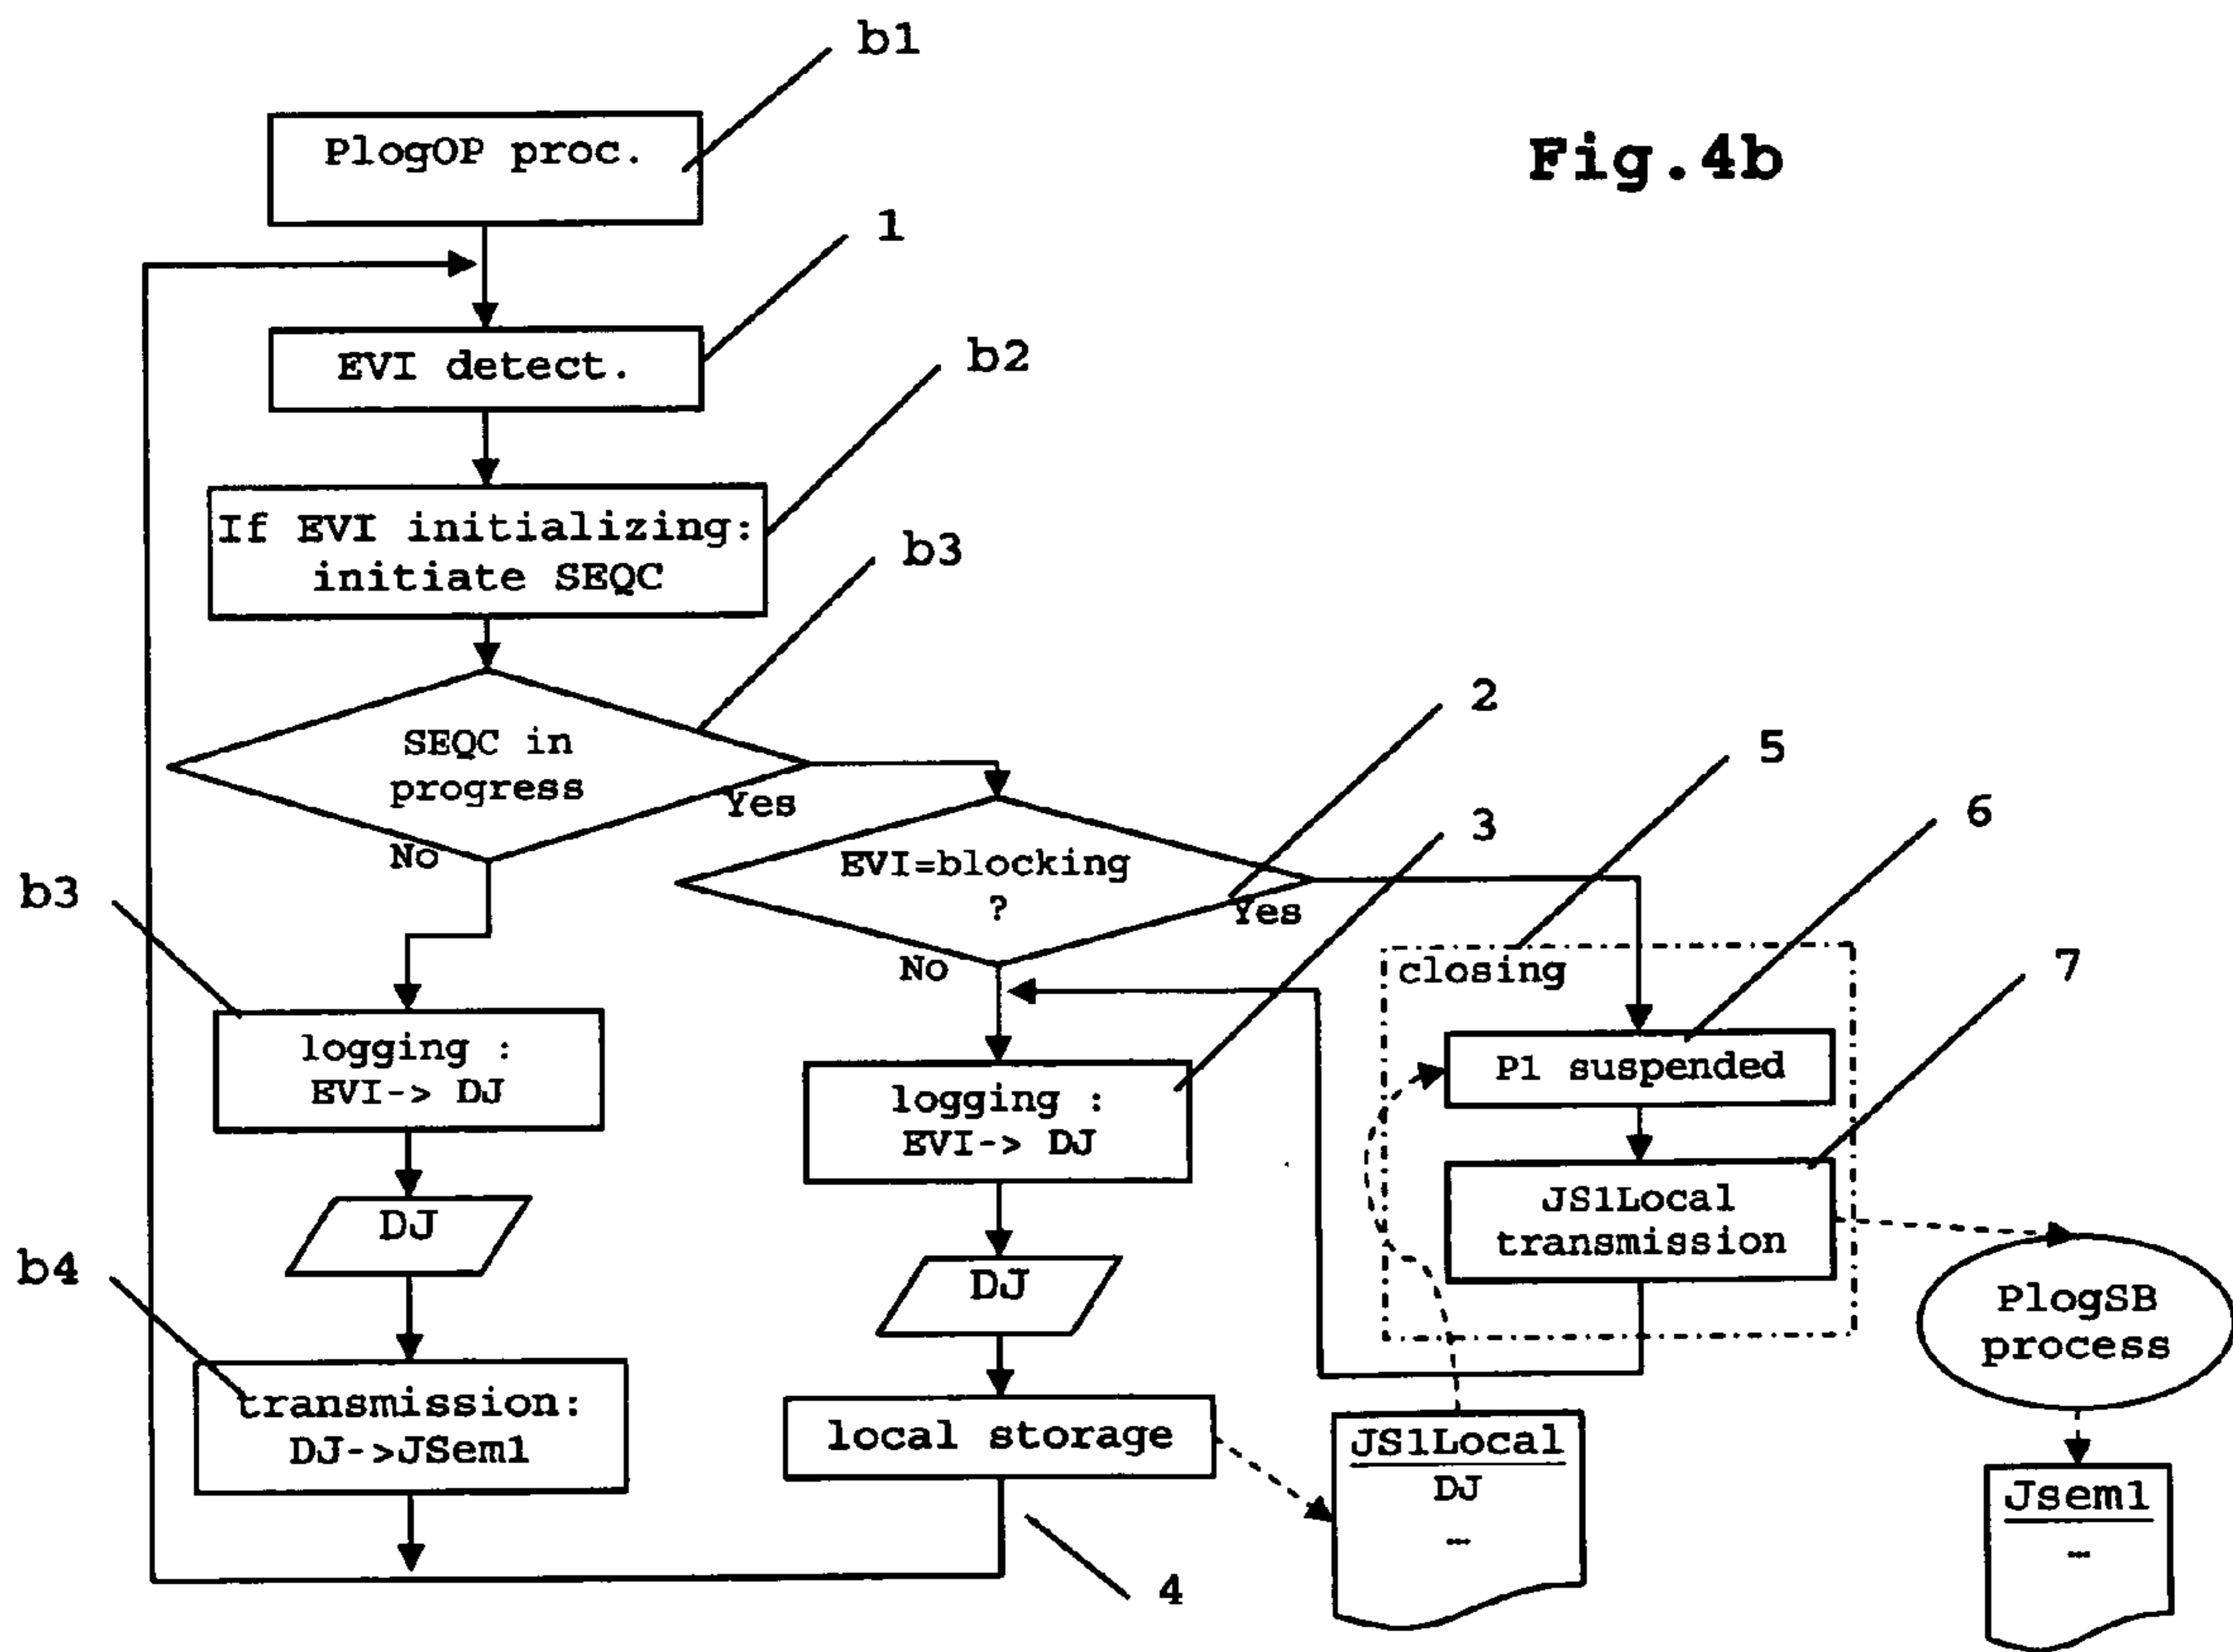 b1
PlogOP proc.
Fig.4b
1
EVI detect.
b2
If EVI initializing:
initiate SEQC
b3
SEQC in
progress
Yes
No
2
5
EVI=blocking
?
Yes
No
3
6
b3
closing
7
logging :
EVI-> DJ
P1 suspended
logging :
EVI-> DJ
DJ
JS1Local
transmission
b4
DJ
PlogSB
process
transmission:
DJ->JSem1
local storage
JS1Local
DJ
…
Jsem1
…
4